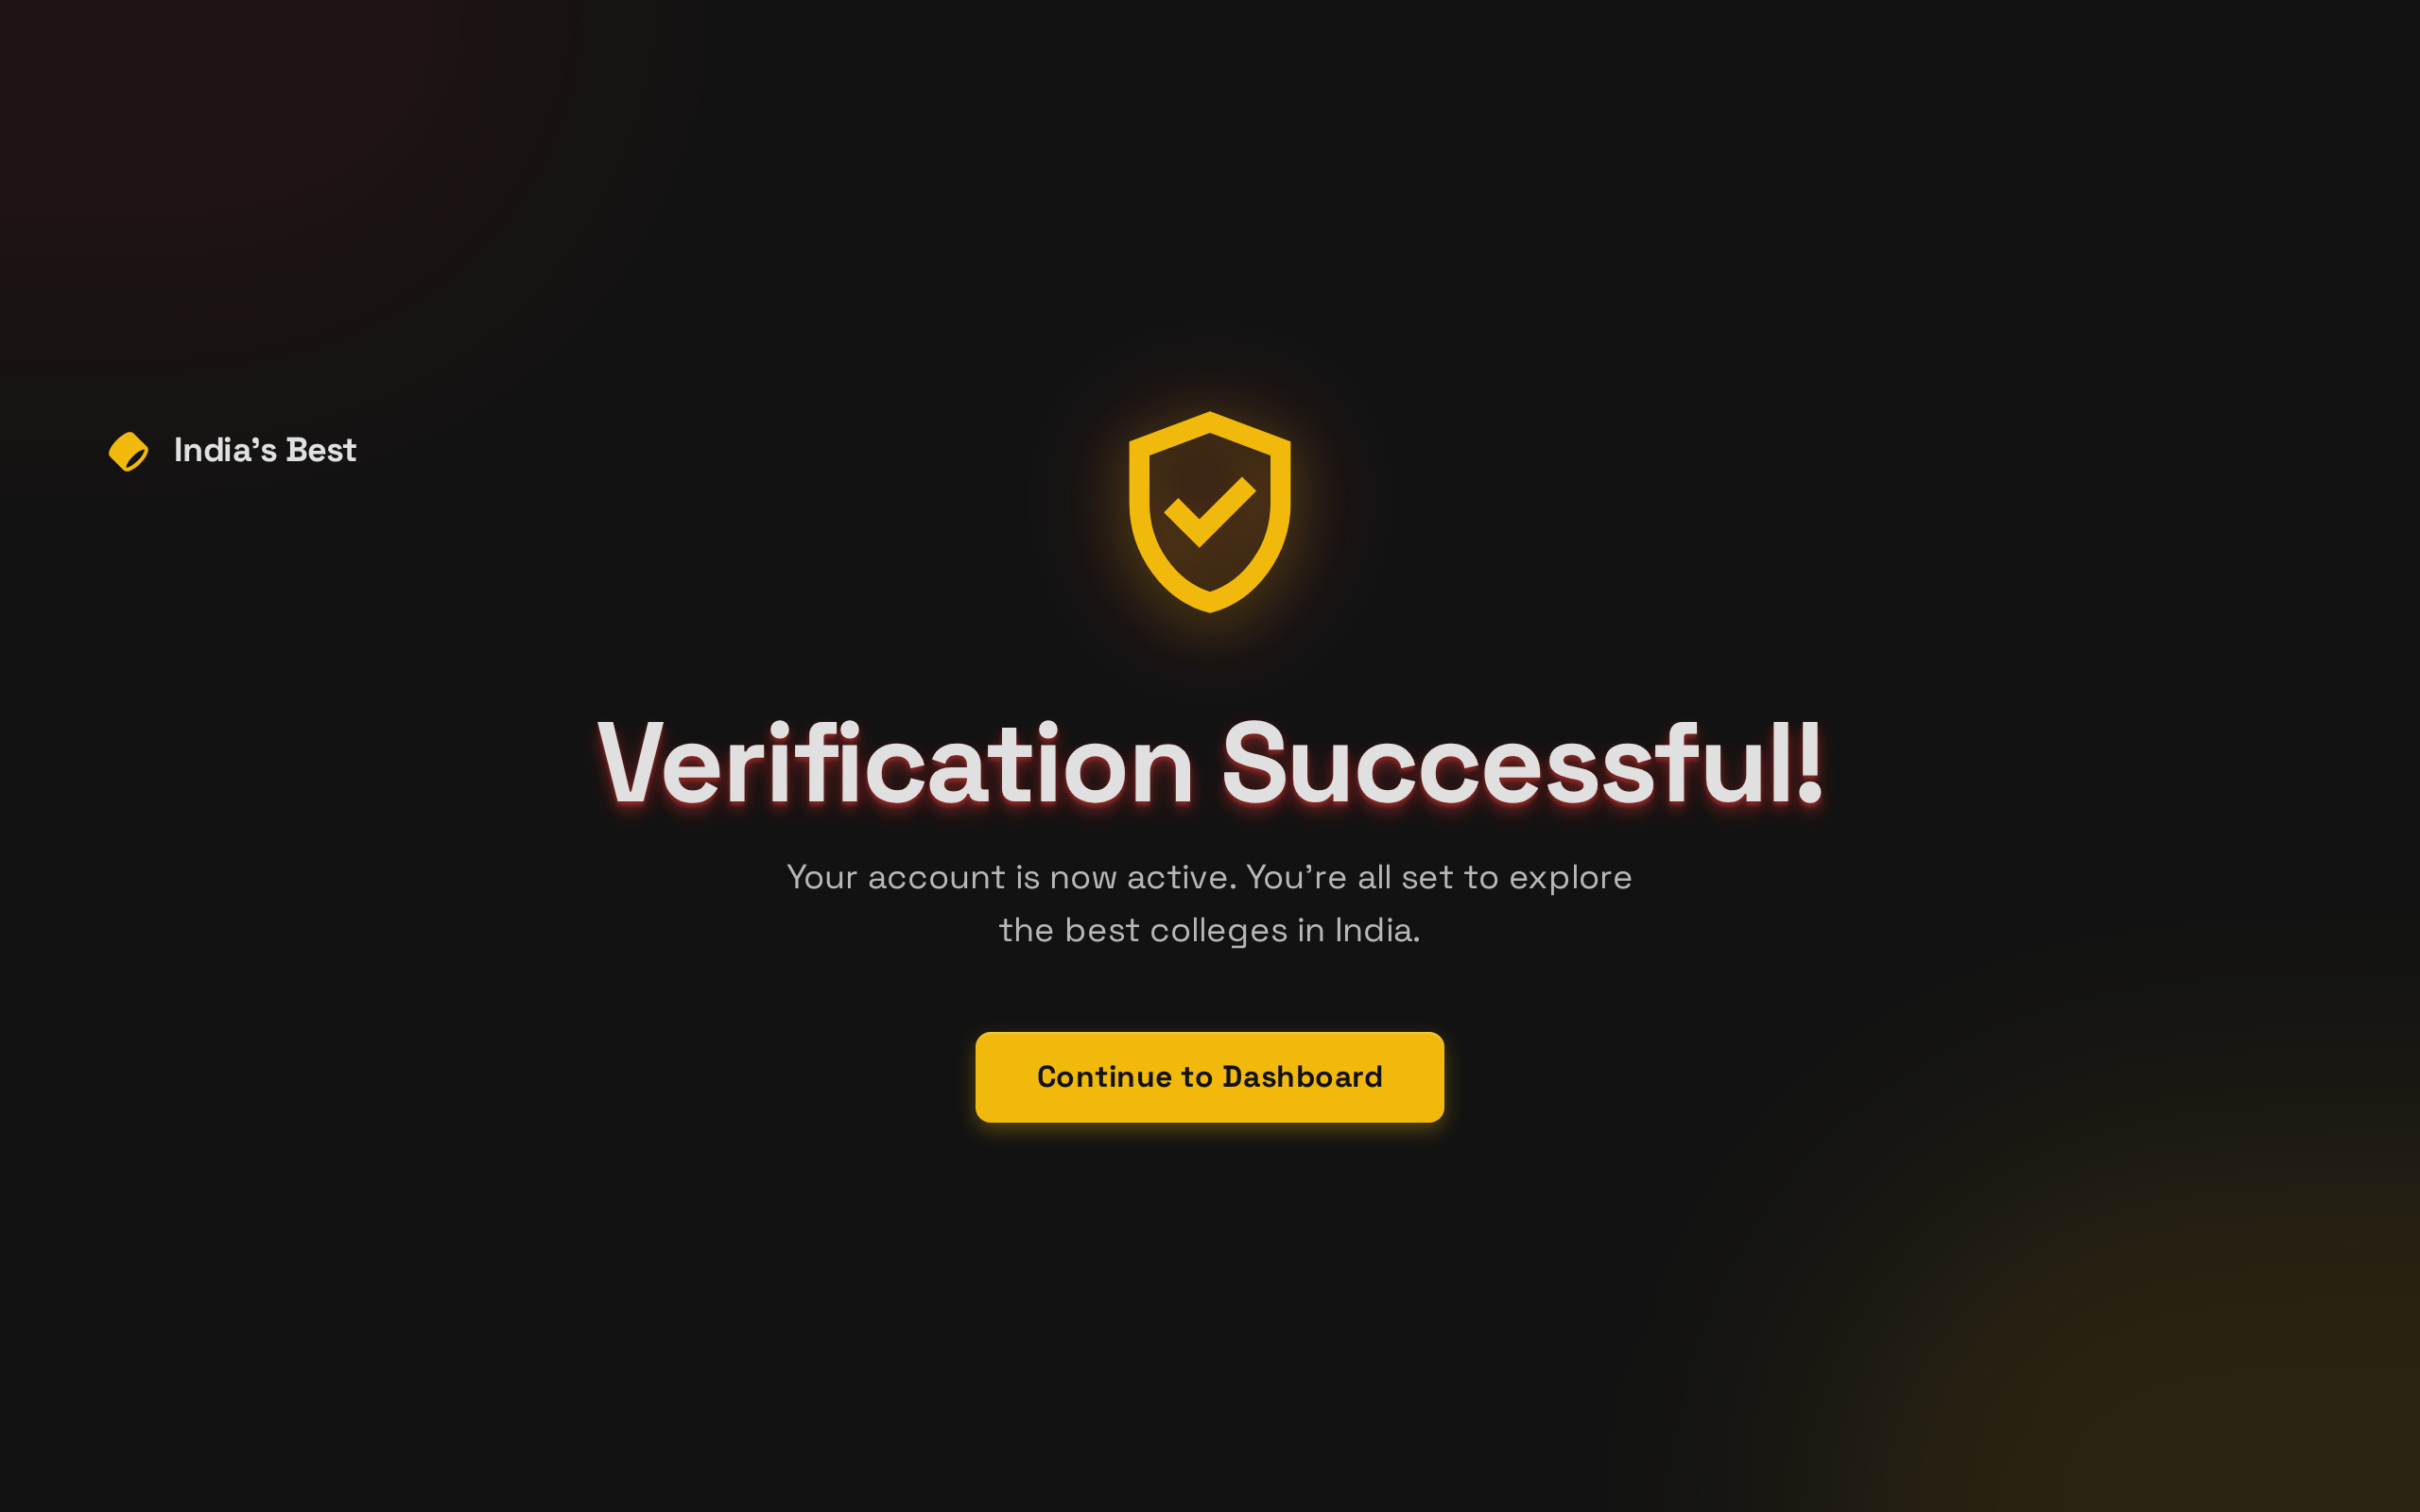 India’s Best
Verification Successful!
Your account is now active. You’re all set to explore
the best colleges in India.
Continue to Dashboard